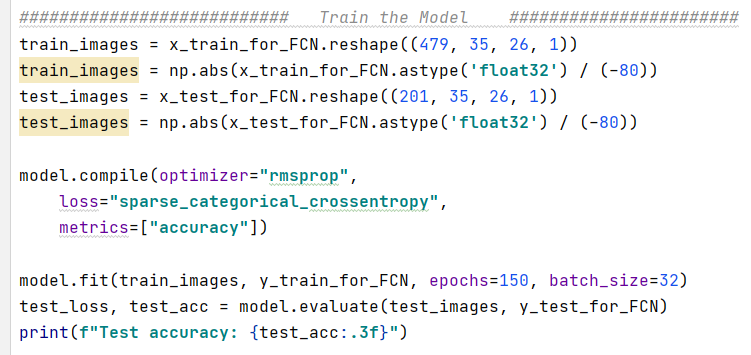 ###########################   Train the Model    #######################
train_images = x_train_for_FCN.reshape((479, 35, 26, 1))
train_images = np.abs(x_train_for_FCN.astype('float32') / (-80))
test_images = x_test_for_FCN.reshape((201, 35, 26, 1))
test_images = np.abs(x_test_for_FCN.astype('float32') / (-80))

model.compile(optimizer="rmsprop",
    loss="sparse_categorical_crossentropy",
    metrics=["accuracy"])

model.fit(train_images, y_train_for_FCN, epochs=150, batch_size=32)
test_loss, test_acc = model.evaluate(test_images, y_test_for_FCN)
print(f"Test accuracy: {test_acc:.3f}")